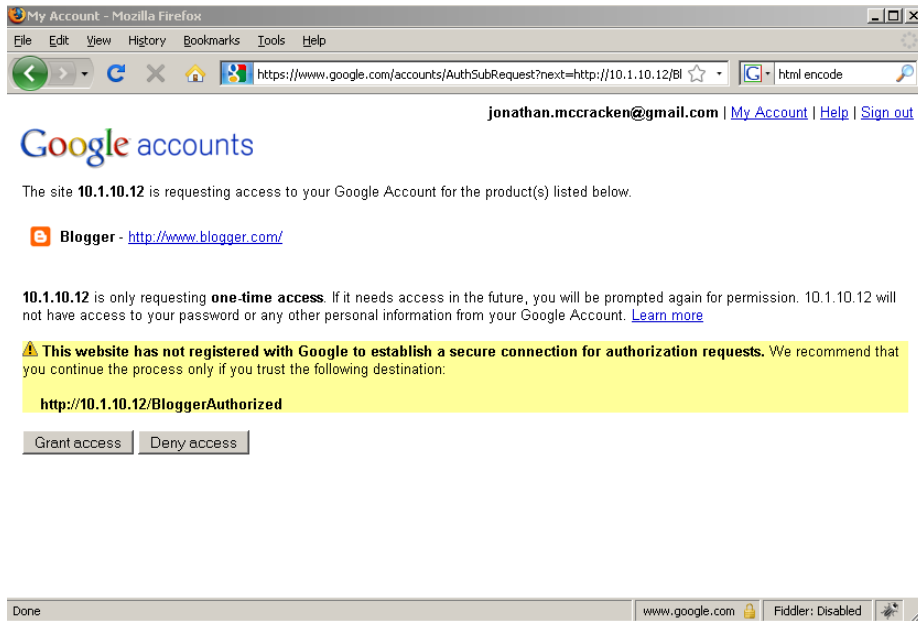 My Account - Mozilla Firefox
File Edit View History Bookmarks Tools Help
https://www.google.com/accounts/AuthSubRequest?next=http://10.1.10.12/Bl
html encode
jonathan.mccracken@gmail.com | My Account | Help | Sign out
Google accounts
The site 10.1.10.12 is requesting access to your Google Account for the product(s) listed below.
Blogger - http://www.blogger.com/
10.1.10.12 is only requesting one-time access. If it needs access in the future, you will be prompted again for permission. 10.1.10.12 will
not have access to your password or any other personal information from your Google Account. Learn more
This website has not registered with Google to establish a secure connection for authorization requests. We recommend that
you continue the process only if you trust the following destination:
http://10.1.10.12/BloggerAuthorized
Grant access Deny access
Done www.google.com Fiddler: Disabled